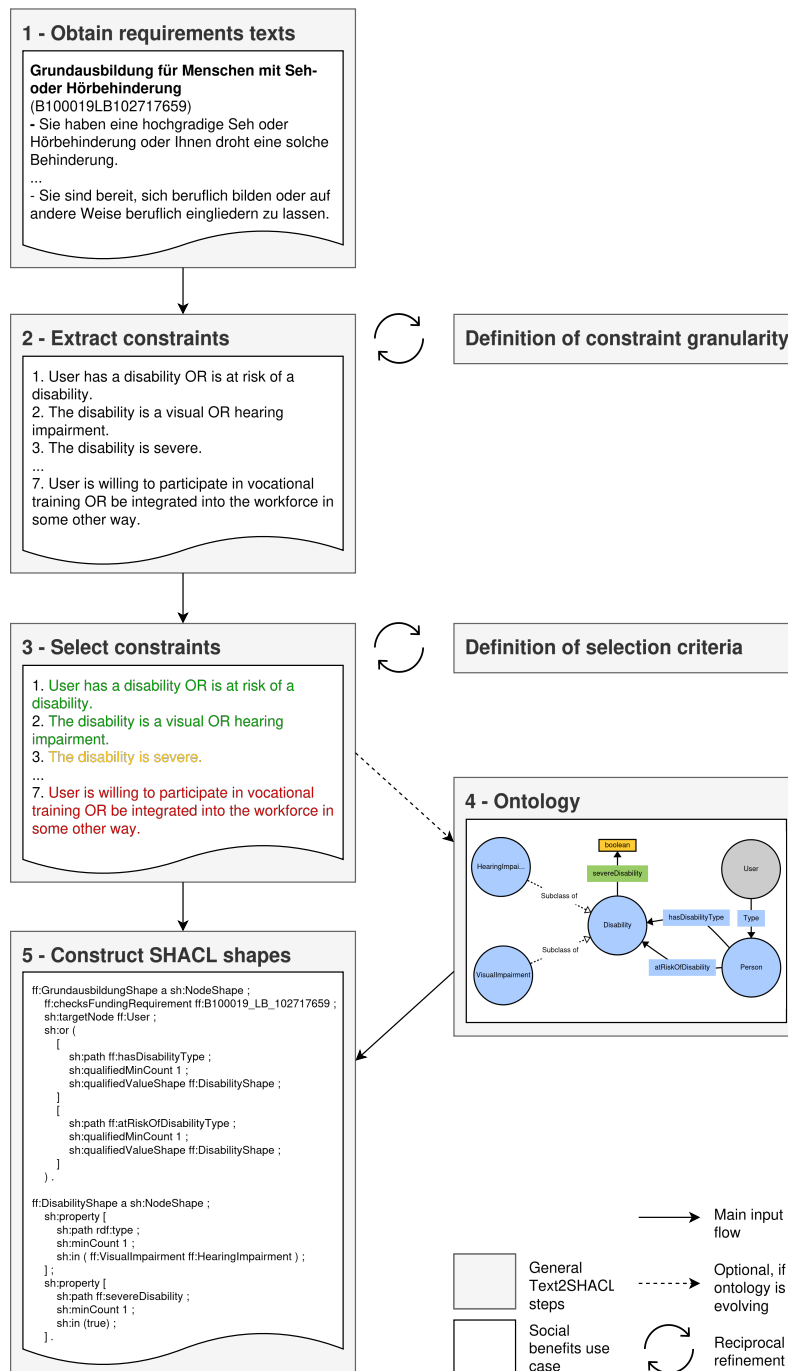 1 - Obtain requirements texts
Grundausbildung für Menschen mit Seh-
oder Hörbehinderung
(B100019LB102717659)
- Sie haben eine hochgradige Seh oder
Hörbehinderung oder Ihnen droht eine solche
Behinderung.
...
- Sie sind bereit, sich beruflich bilden oder auf
andere Weise beruflich eingliedern zu lassen.
2 - Extract constraints
1. User has a disability OR is at risk of a
disability.
2. The disability is a visual OR hearing
impairment.
3. The disability is severe.
...
7. User is willing to participate in vocational
training OR be integrated into the workforce in
some other way.
Definition of constraint granularity
3 - Select constraints
1. User has a disability OR is at risk of a
disability.
2. The disability is a visual OR hearing
impairment.
3. The disability is severe.
...
7. User is willing to participate in vocational
training OR be integrated into the workforce in
some other way.
Definition of selection criteria
4 - Ontology
boolean
HearingImpai...
severeDisability
User
Subclass of
Disability
hasDisabilityType
Type
Subclass of
VisualImpairment
atRiskOfDisability
Person
5 - Construct SHACL shapes
ff:GrundausbildungShape a sh:NodeShape ;
ff:checksFundingRequirement ff:B100019_LB_102717659 ;
sh:targetNode ff:User ;
sh:or (
[
sh:path ff:hasDisabilityType ;
sh:qualifiedMinCount 1 ;
sh:qualifiedValueShape ff:DisabilityShape ;
]
[
sh:path ff:atRiskOfDisabilityType ;
sh:qualifiedMinCount 1 ;
sh:qualifiedValueShape ff:DisabilityShape ;
]
) .
ff:DisabilityShape a sh:NodeShape ;
sh:property [
sh:path rdf:type ;
sh:minCount 1 ;
sh:in ( ff:VisualImpairment ff:HearingImpairment ) ;
] ;
sh:property [
sh:path ff:severeDisability ;
sh:minCount 1 ;
sh:in (true) ;
] .
Main input
flow
General
Text2SHACL
steps
Optional, if
ontology is
evolving
Social
benefits use
case
Reciprocal
refinement